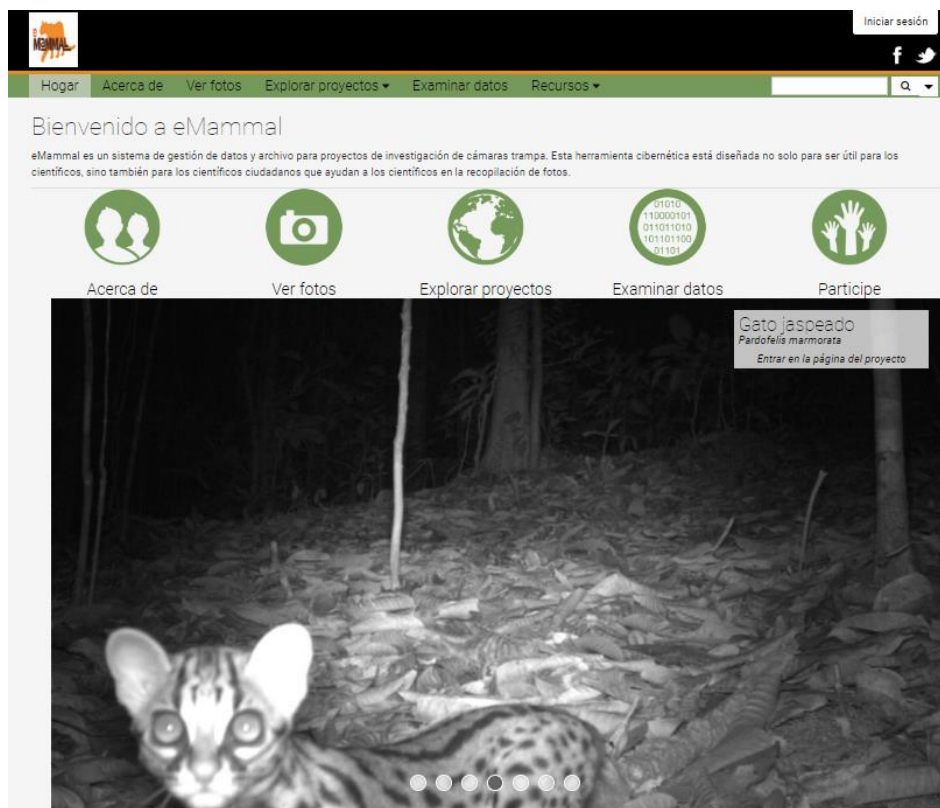 Iniciar sesión
eMAMMAL
Hogar Acerca de Ver fotos Explorar proyectos Examinar datos Recursos
Bienvenido a eMammal
eMammal es un sistema de gestión de datos y archivo para proyectos de investigación de cámaras trampa. Esta herramienta cibernética está diseñada no solo para ser útil para los
científicos, sino también para los científicos ciudadanos que ayudan a los científicos en la recopilación de fotos.
01010
110000101
011011010
101101100
01101
Acerca de Ver fotos Explorar proyectos Examinar datos Participe
Gato jaspeado
Pardofelis marmorata
Entrar en la página del proyecto